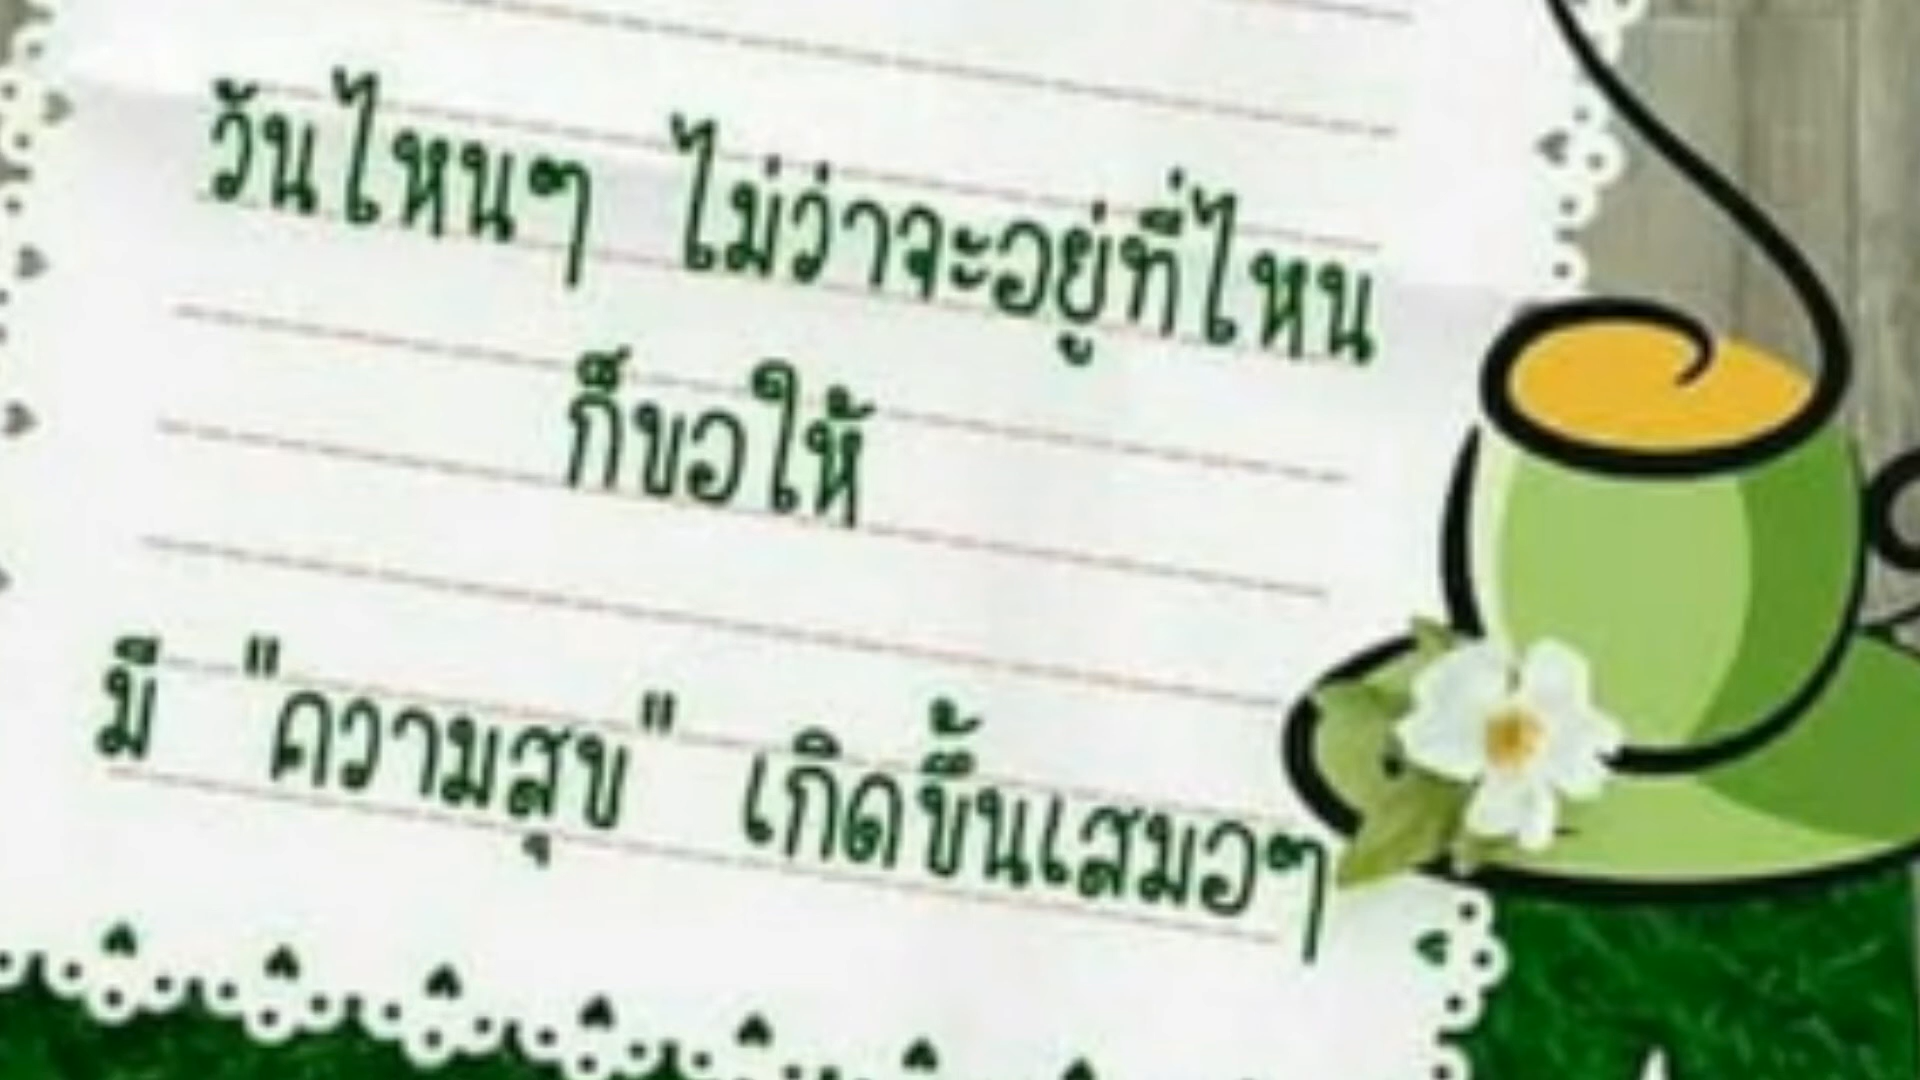 วันไหนๆ ไม่ว่าจะอยู่ที่ไหน
ก็ขอให้
มี "ความสุข" เกิดขึ้นเสมอๆ